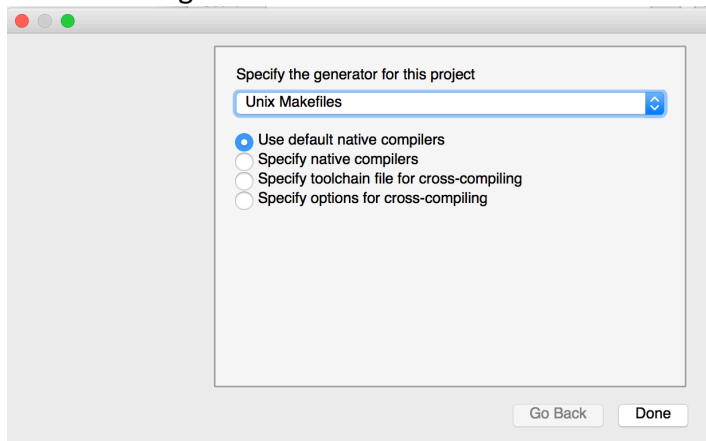 Specify the generator for this project
Unix Makefiles
Use default native compilers
Specify native compilers
Specify toolchain file for cross-compiling
Specify options for cross-compiling
Go Back
Done